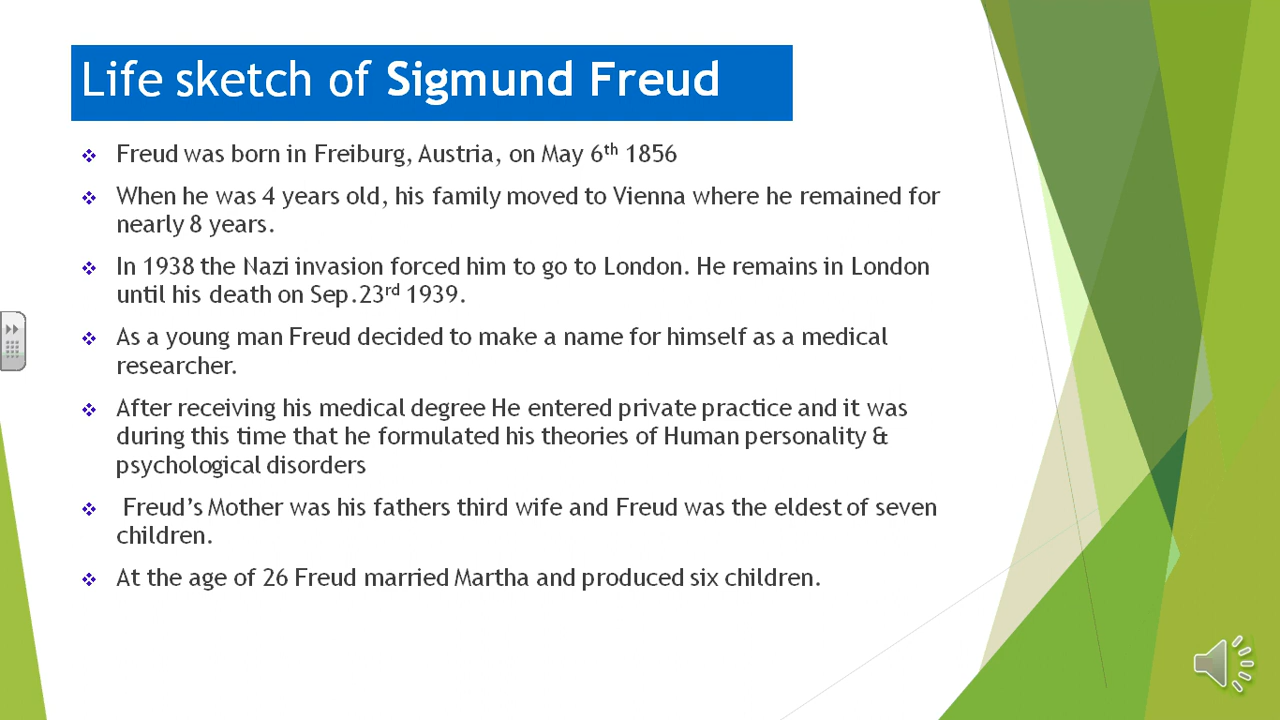 Life sketch of Sigmund Freud
Freud was born in Freiburg, Austria, on May 6th 1856
When he was 4 years old, his family moved to Vienna where he remained for
nearly 8 years.
In 1938 the Nazi invasion forced him to go to London. He remains in London
until his death on Sep.23rd 1939.
As a young man Freud decided to make a name for himself as a medical
researcher.
After receiving his medical degree He entered private practice and it was
during this time that he formulated his theories of Human personality &
psychological disorders
Freud’s Mother was his fathers third wife and Freud was the eldest of seven
children.
At the age of 26 Freud married Martha and produced six children.